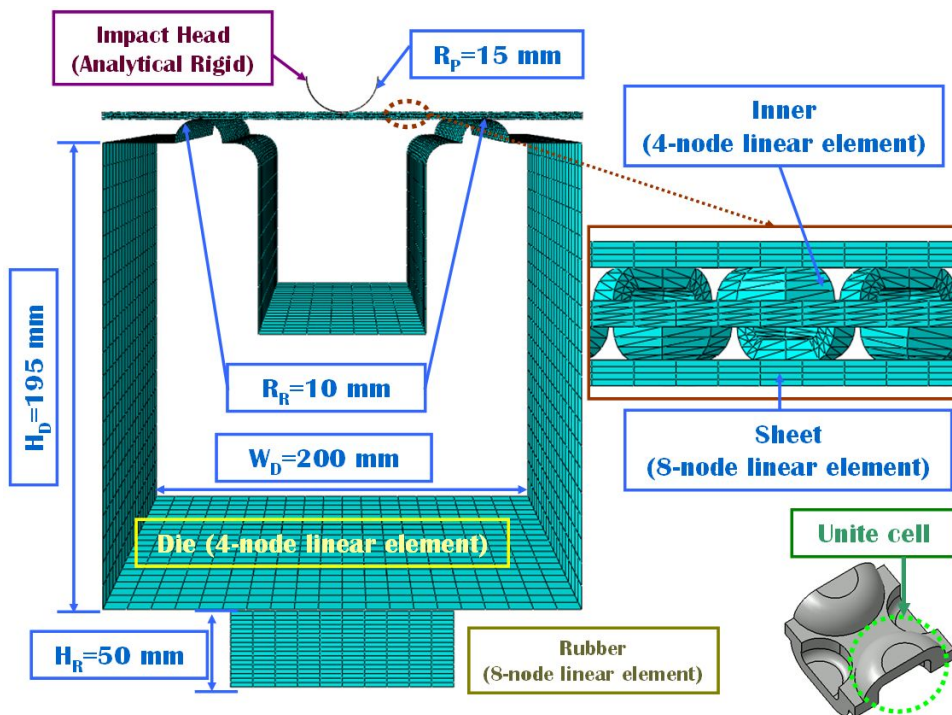 Impact Head
(Analytical Rigid)
R_P=15 mm
Inner
(4-node linear element)
H_D=195 mm
R_R=10 mm
W_D=200 mm
Sheet
(8-node linear element)
Die (4-node linear element)
Unite cell
H_R=50 mm
Rubber
(8-node linear element)